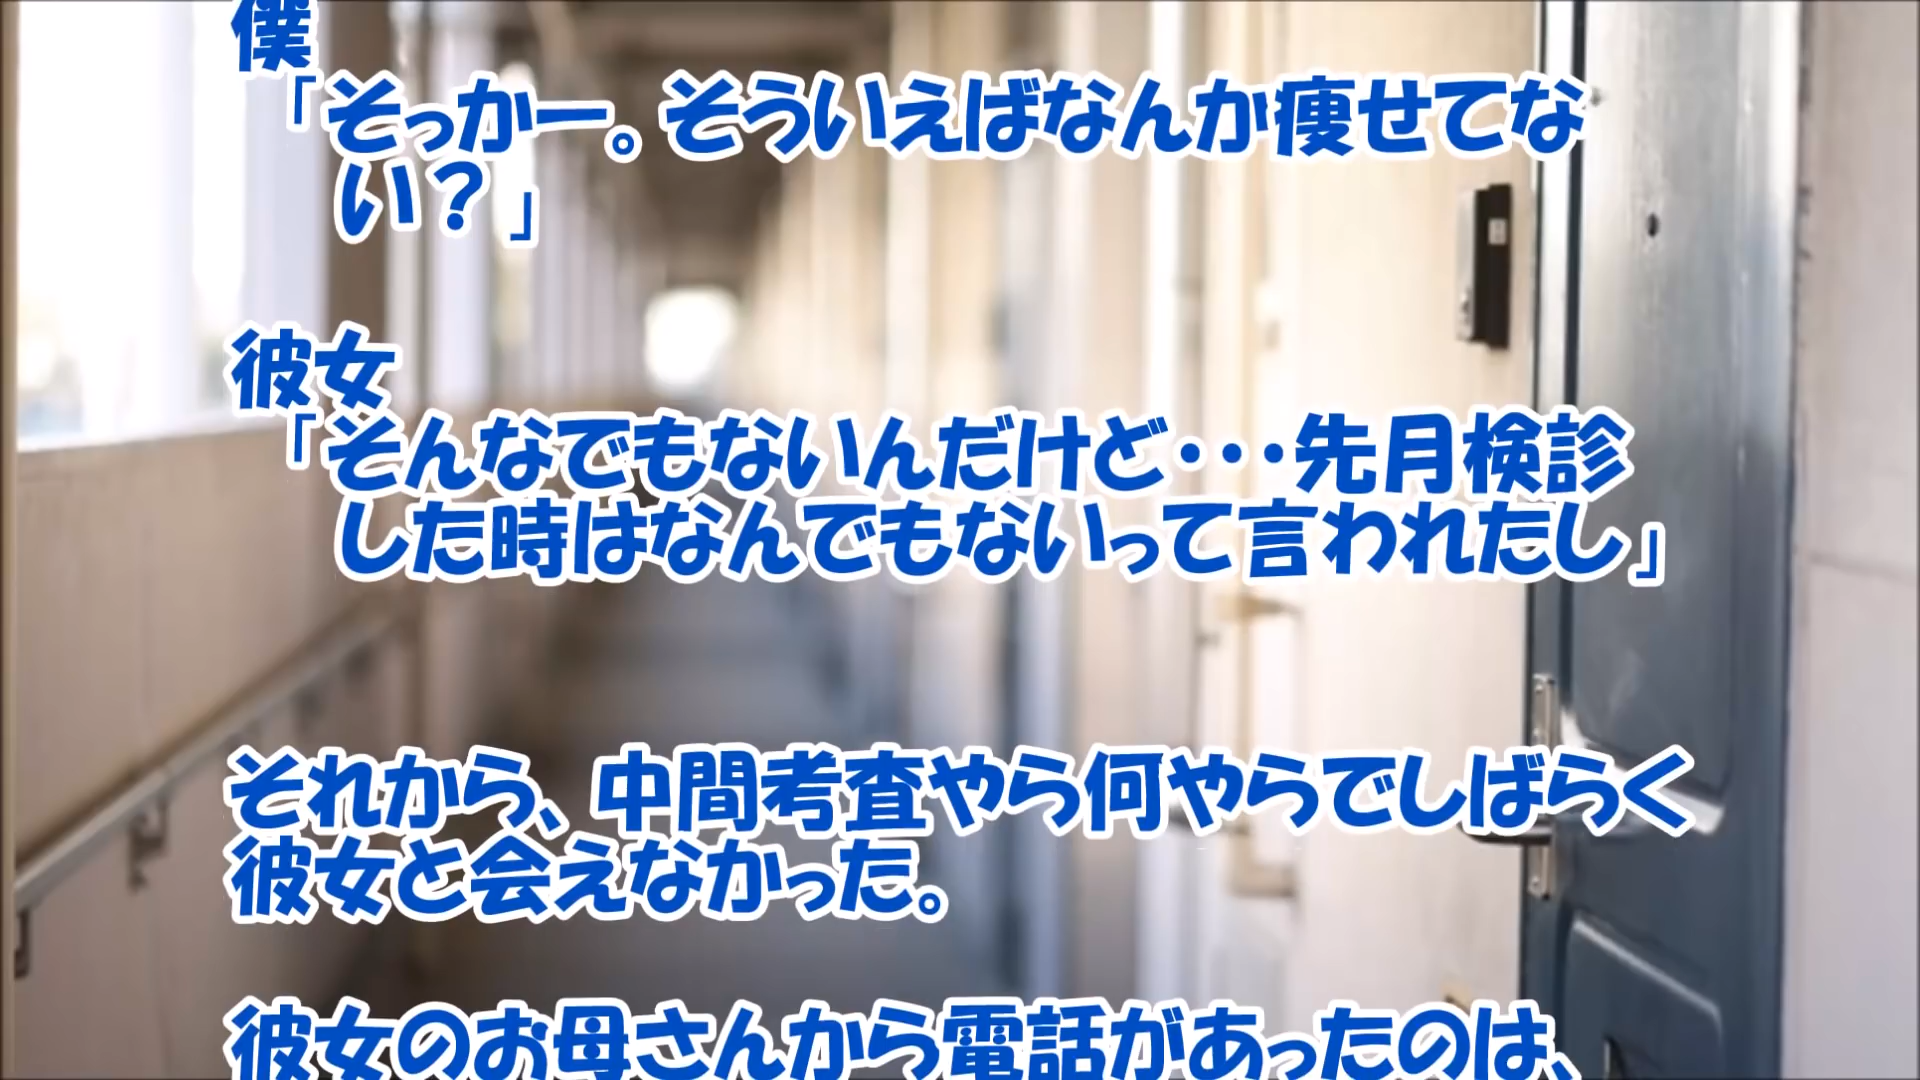 僕
「そっかー。そういえばなんか痩せてな
い？」
彼女
「そんなでもないんだけど･･･先月検診
した時はなんでもないって言われたし」
それから、中間考査やら何やらでしばらく
彼女と会えなかった。
彼女のお母さんから電話があったのは、